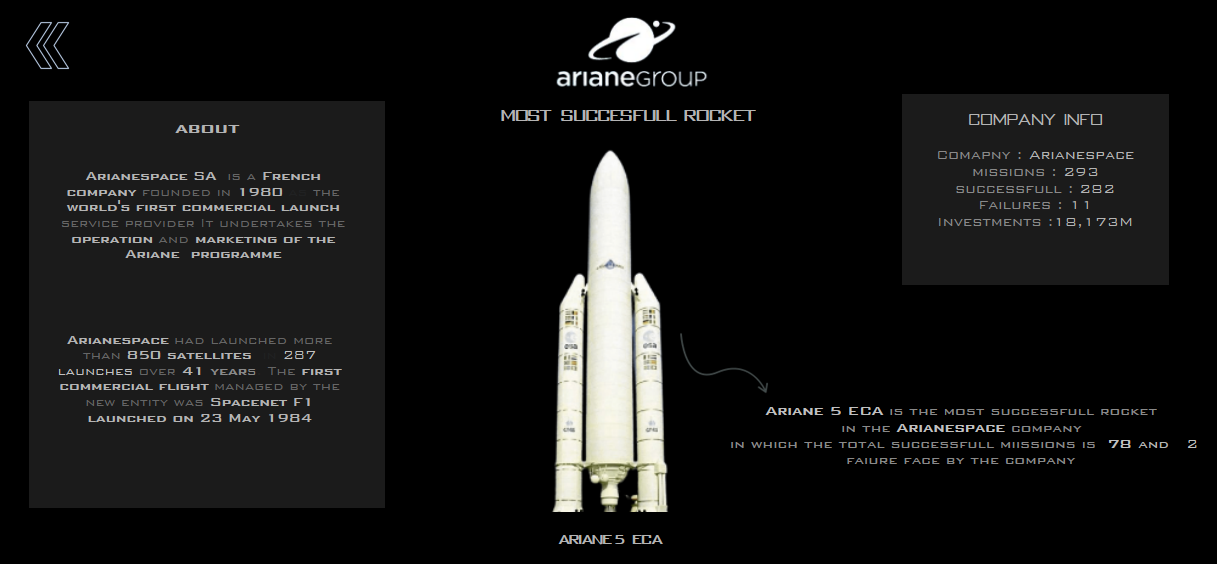 arianeGROUP
MOST SUCCESFULL ROCKET
ABOUT
ARIANESPACE SA IS A FRENCH
COMPANY FOUNDED IN 1980 THE
WORLD'S FIRST COMMERCIAL LAUNCH
SERVICE PROVIDER IT UNDERTAKES THE
OPERATION AND MARKETING OF THE
ARIANE PROGRAMME
ARIANESPACE HAD LAUNCHED MORE
THAN 850 SATELLITES 287
LAUNCHES OVER 41 YEARS THE FIRST
COMMERCIAL FLIGHT MANAGED BY THE
NEW ENTITY WAS SPACENET F1
LAUNCHED ON 23 MAY 1984
COMPANY INFO
COMAPNY : ARIANESPACE
MISSIONS : 293
SUCCESSFULL : 282
FAILURES : 11
INVESTMENTS :18,173M
esa
esa
ARIANE 5 ECA IS THE MOST SUCCESSFULL ROCKET
IN THE ARIANESPACE COMPANY
IN WHICH THE TOTAL SUCCESSFULL MIISSIONS IS 78 AND 2
FAIURE FACE BY THE COMPANY
ARIANE 5 ECA